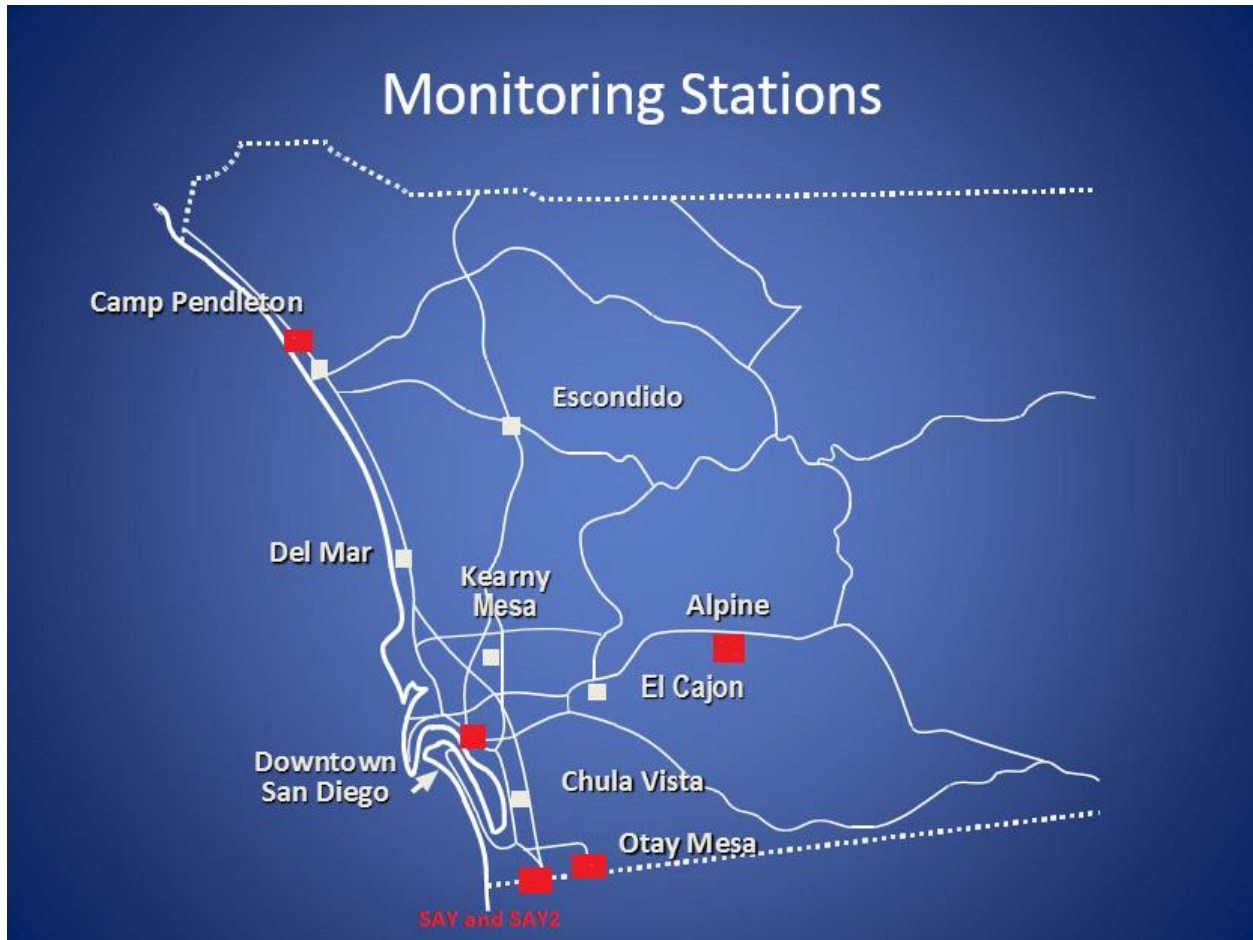 Monitoring Stations
Camp Pendleton
Escondido
Del Mar
Kearny
Mesa
Alpine
El Cajon
Downtown
San Diego
Chula Vista
Otay Mesa
SAY and SAY2